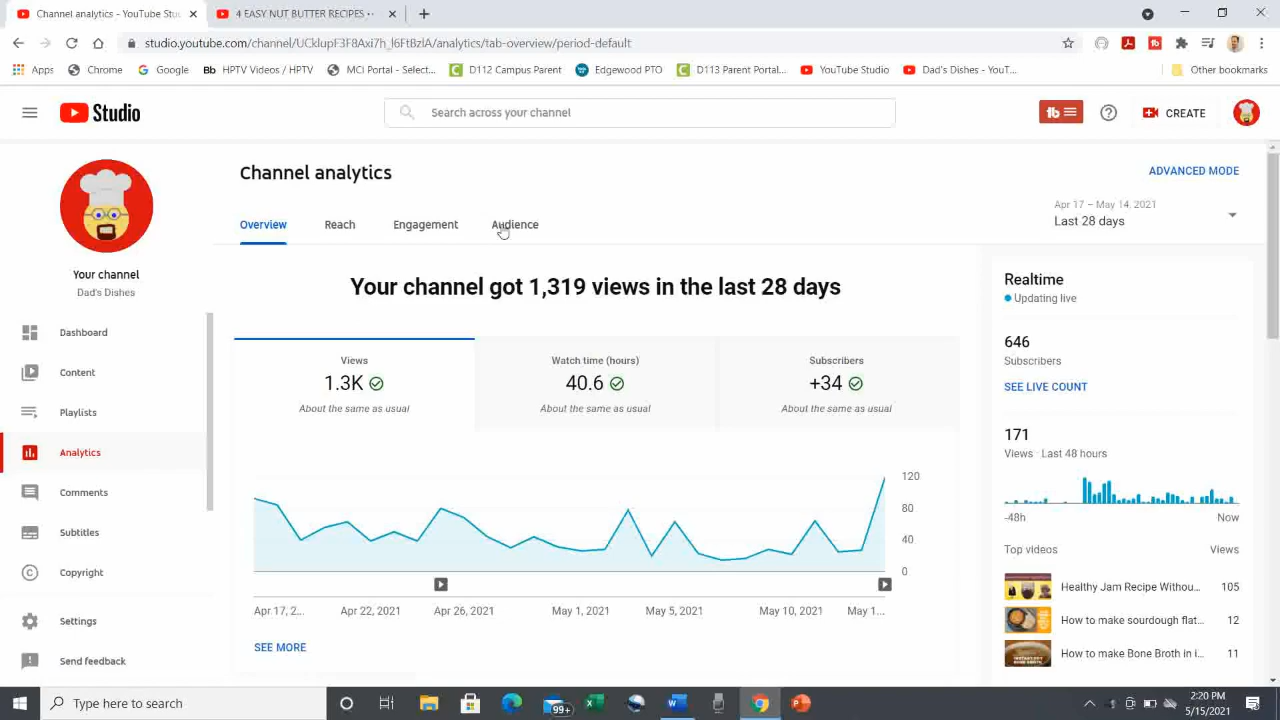 Channel analytics - YouTube Stu
4 EASY NUT BUTTER RECIPES -
studio.youtube.com/channel/UCklupF3F8Axi7h_l6FtBzlA/analytics/tab-overview/period-default
Apps Chrome Google HPTV Videos / HPTV MCI Portal - Select... D112 Campus Parent Edgewood PTO D113 Parent Portal... YouTube Studio Dad's Dishes - YouT... Other bookmarks
Studio
Search across your channel
CREATE
Channel analytics
ADVANCED MODE
Apr 17 – May 14, 2021
Last 28 days
Overview Reach Engagement Audience
Your channel
Dad's Dishes
Dashboard
Content
Playlists
Analytics
Comments
Subtitles
Copyright
Settings
Send feedback
Your channel got 1,319 views in the last 28 days
Views
1.3K
About the same as usual
Watch time (hours)
40.6
About the same as usual
Subscribers
+34
About the same as usual
120
80
40
0
Apr 17, 2... Apr 22, 2021 Apr 26, 2021 May 1, 2021 May 5, 2021 May 10, 2021 May 1...
SEE MORE
Realtime
Updating live
646
Subscribers
SEE LIVE COUNT
171
Views · Last 48 hours
-48h Now
Top videos Views
Healthy Jam Recipe Withou... 105
How to make sourdough flat... 12
How to make Bone Broth in i... 11
Type here to search
99+
2:20 PM
5/15/2021